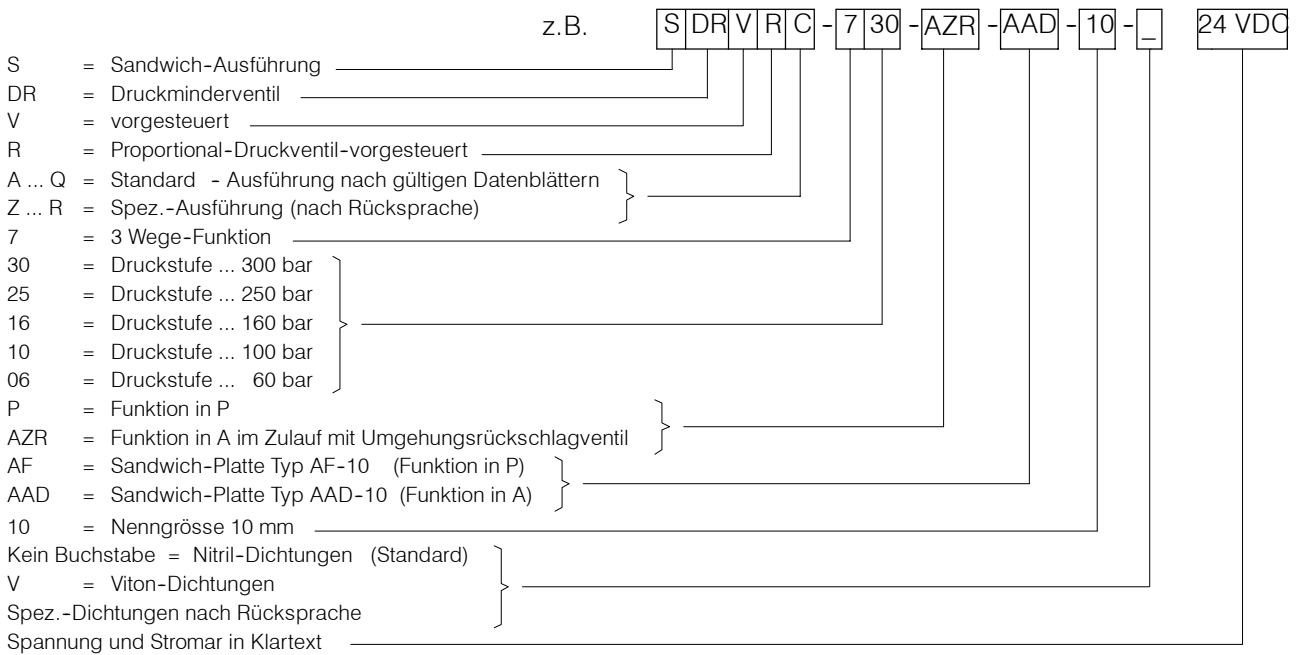 z.B. S DR V R C - 7 30 - AZR - AAD - 10 - _ 24 VDC
S = Sandwich-Ausführung
DR = Druckminderventil
V = vorgesteuert
R = Proportional-Druckventil-vorgesteuert
A ... Q = Standard - Ausführung nach gültigen Datenblättern
Z ... R = Spez.-Ausführung (nach Rücksprache)
7 = 3 Wege-Funktion
30 = Druckstufe ... 300 bar
25 = Druckstufe ... 250 bar
16 = Druckstufe ... 160 bar
10 = Druckstufe ... 100 bar
06 = Druckstufe ... 60 bar
P = Funktion in P
AZR = Funktion in A im Zulauf mit Umgehungsrückschlagventil
AF = Sandwich-Platte Typ AF-10 (Funktion in P)
AAD = Sandwich-Platte Typ AAD-10 (Funktion in A)
10 = Nenngrösse 10 mm
Kein Buchstabe = Nitril-Dichtungen (Standard)
V = Viton-Dichtungen
Spez.-Dichtungen nach Rücksprache
Spannung und Stromar in Klartext